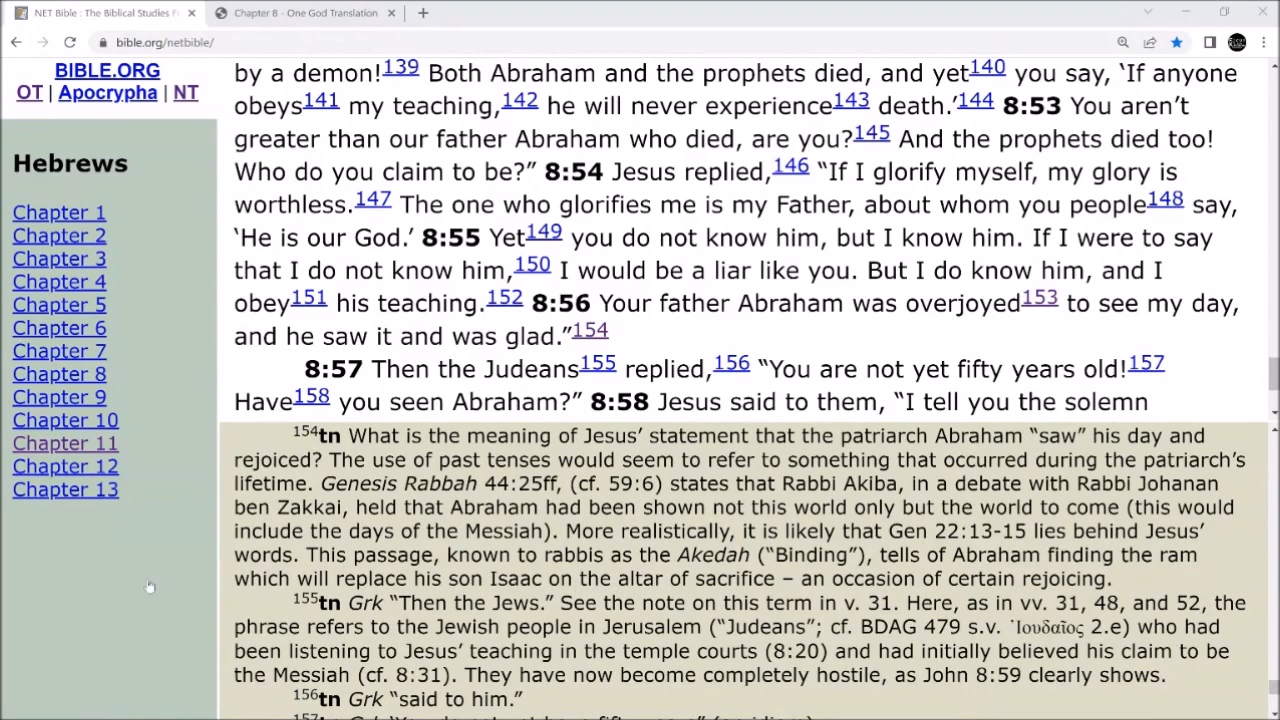 NET Bible : The Biblical Studies F
Chapter 8 - One God Translation
bible.org/netbible/
BIBLE.ORG
OT | Apocrypha | NT
Hebrews
Chapter 1
Chapter 2
Chapter 3
Chapter 4
Chapter 5
Chapter 6
Chapter 7
Chapter 8
Chapter 9
Chapter 10
Chapter 11
Chapter 12
Chapter 13
by a demon!139 Both Abraham and the prophets died, and yet140 you say, ‘If anyone
obeys141 my teaching,142 he will never experience143 death.’144 8:53 You aren’t
greater than our father Abraham who died, are you?145 And the prophets died too!
Who do you claim to be?” 8:54 Jesus replied,146 “If I glorify myself, my glory is
worthless.147 The one who glorifies me is my Father, about whom you people148 say,
‘He is our God.’ 8:55 Yet149 you do not know him, but I know him. If I were to say
that I do not know him,150 I would be a liar like you. But I do know him, and I
obey151 his teaching.152 8:56 Your father Abraham was overjoyed153 to see my day,
and he saw it and was glad.”154
8:57 Then the Judeans155 replied,156 “You are not yet fifty years old!157
Have158 you seen Abraham?” 8:58 Jesus said to them, “I tell you the solemn
154tn What is the meaning of Jesus’ statement that the patriarch Abraham “saw” his day and
rejoiced? The use of past tenses would seem to refer to something that occurred during the patriarch’s
lifetime. Genesis Rabbah 44:25ff, (cf. 59:6) states that Rabbi Akiba, in a debate with Rabbi Johanan
ben Zakkai, held that Abraham had been shown not this world only but the world to come (this would
include the days of the Messiah). More realistically, it is likely that Gen 22:13-15 lies behind Jesus’
words. This passage, known to rabbis as the Akedah (“Binding”), tells of Abraham finding the ram
which will replace his son Isaac on the altar of sacrifice – an occasion of certain rejoicing.
155tn Grk “Then the Jews.” See the note on this term in v. 31. Here, as in vv. 31, 48, and 52, the
phrase refers to the Jewish people in Jerusalem (“Judeans”; cf. BDAG 479 s.v. Ἰουδαῖος 2.e) who had
been listening to Jesus’ teaching in the temple courts (8:20) and had initially believed his claim to be
the Messiah (cf. 8:31). They have now become completely hostile, as John 8:59 clearly shows.
156tn Grk “said to him.”